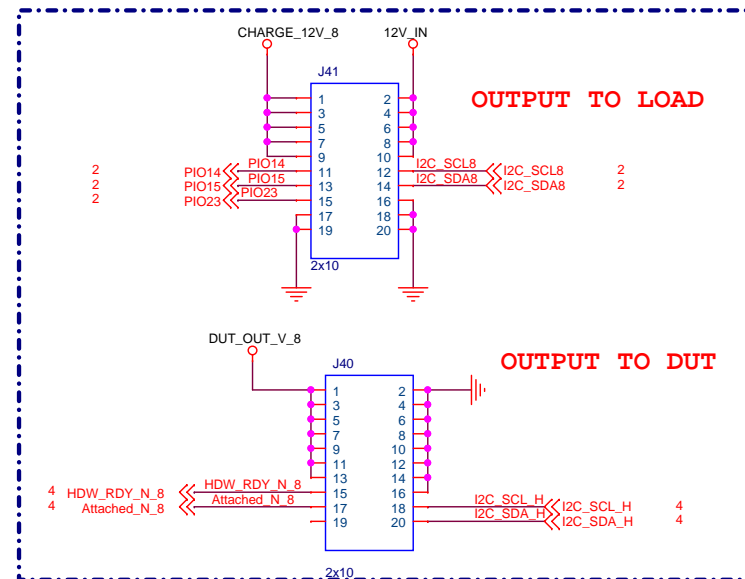 CHARGE_12V_8 12V_IN
J41
OUTPUT TO LOAD
1 2
3 4
5 6
7 8
9 10
2 PIO14 PIO14 11 12 I2C_SCL8 I2C_SCL8 2
2 PIO15 PIO15 13 14 I2C_SDA8 I2C_SDA8 2
2 PIO23 PIO23 15 16
17 18
19 20
2x10
DUT_OUT_V_8
J40
OUTPUT TO DUT
1 2
3 4
5 6
7 8
9 10
11 12
13 14
4 HDW_RDY_N_8 HDW_RDY_N_8 15 16
4 Attached_N_8 Attached_N_8 17 18 I2C_SCL_H I2C_SCL_H 4
19 20 I2C_SDA_H I2C_SDA_H 4
2x10